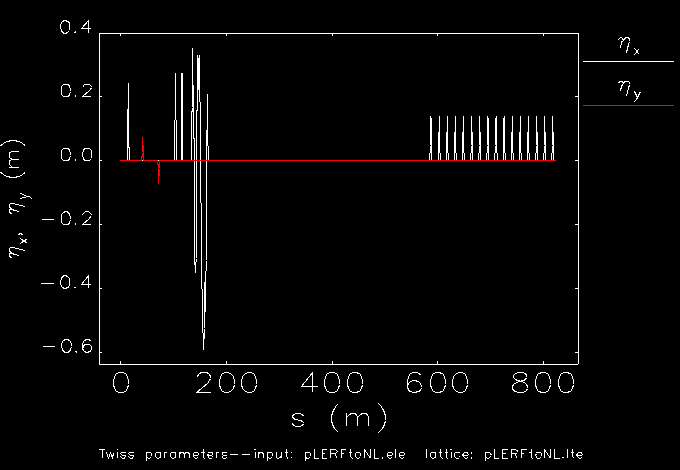 0.4
0.2
0.0
−0.2
−0.4
−0.6
ηx, ηy (m)
0 200 400 600 800
s (m)
ηx
ηy
Twiss parameters--input: pLERFtoNL.ele lattice: pLERFtoNL.lte